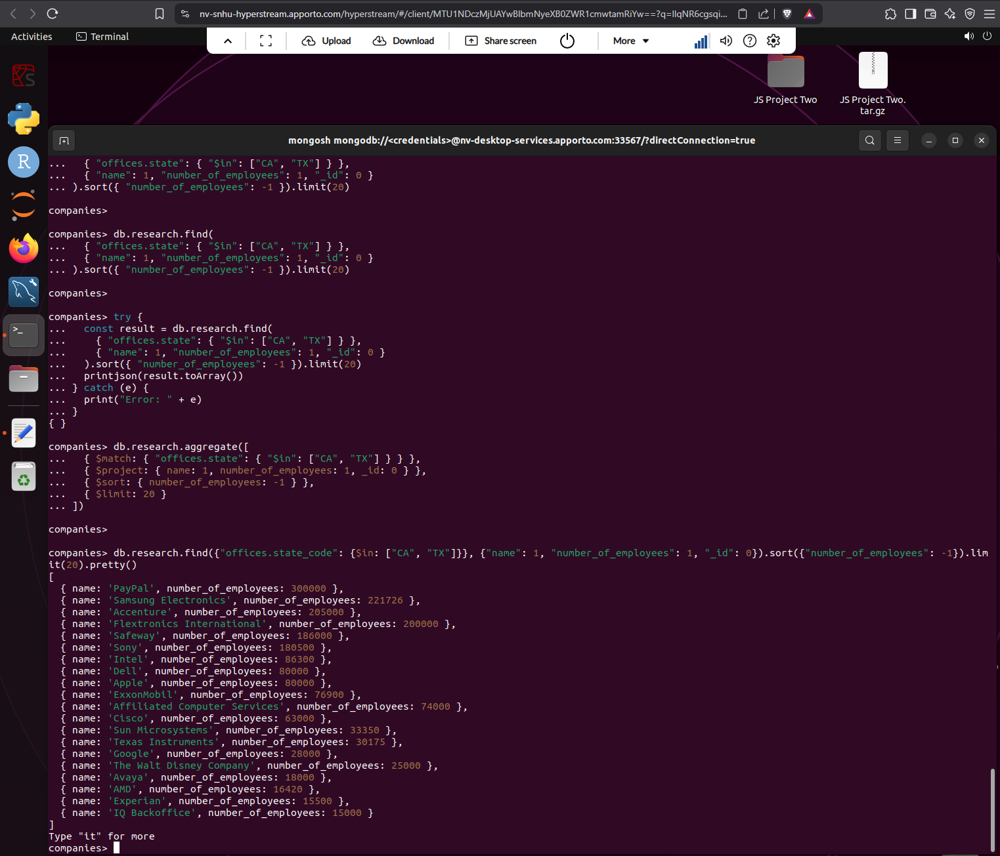 nv-snhu-hyperstream.apporto.com/hyperstream/#/client/MTU1NDczMjUAYwBlbmNyeXB0ZWR1cmwtamRiYw==?q=IlqNR6cgsqi...
Activities
Terminal
Upload
Download
Share screen
More
JS Project Two
JS Project Two.
tar.gz
mongosh mongodb://<credentials>@nv-desktop-services.apporto.com:33567/?directConnection=true
...   { "offices.state": { "$in": ["CA", "TX"] } },
...   { "name": 1, "number_of_employees": 1, "_id": 0 }
... ).sort({ "number_of_employees": -1 }).limit(20)
companies>
companies> db.research.find(
...   { "offices.state": { "$in": ["CA", "TX"] } },
...   { "name": 1, "number_of_employees": 1, "_id": 0 }
... ).sort({ "number_of_employees": -1 }).limit(20)
companies>
companies> try {
...   const result = db.research.find(
...     { "offices.state": { "$in": ["CA", "TX"] } },
...     { "name": 1, "number_of_employees": 1, "_id": 0 }
...   ).sort({ "number_of_employees": -1 }).limit(20)
...   printjson(result.toArray())
... } catch (e) {
...   print("Error: " + e)
... }
{ }
companies> db.research.aggregate([
...   { $match: { "offices.state": { "$in": ["CA", "TX"] } } },
...   { $project: { name: 1, number_of_employees: 1, _id: 0 } },
...   { $sort: { number_of_employees: -1 } },
...   { $limit: 20 }
... ])
companies>
companies> db.research.find({"offices.state_code": {$in: ["CA", "TX"]}}, {"name": 1, "number_of_employees": 1, "_id": 0}).sort({"number_of_employees": -1}).lim
it(20).pretty()
[
  { name: 'PayPal', number_of_employees: 300000 },
  { name: 'Samsung Electronics', number_of_employees: 221726 },
  { name: 'Accenture', number_of_employees: 205000 },
  { name: 'Flextronics International', number_of_employees: 200000 },
  { name: 'Safeway', number_of_employees: 186000 },
  { name: 'Sony', number_of_employees: 180500 },
  { name: 'Intel', number_of_employees: 86300 },
  { name: 'Dell', number_of_employees: 80000 },
  { name: 'Apple', number_of_employees: 80000 },
  { name: 'ExxonMobil', number_of_employees: 76900 },
  { name: 'Affiliated Computer Services', number_of_employees: 74000 },
  { name: 'Cisco', number_of_employees: 63000 },
  { name: 'Sun Microsystems', number_of_employees: 33350 },
  { name: 'Texas Instruments', number_of_employees: 30175 },
  { name: 'Google', number_of_employees: 28000 },
  { name: 'The Walt Disney Company', number_of_employees: 25000 },
  { name: 'Avaya', number_of_employees: 18000 },
  { name: 'AMD', number_of_employees: 16420 },
  { name: 'Experian', number_of_employees: 15500 },
  { name: 'IQ Backoffice', number_of_employees: 15000 }
]
Type "it" for more
companies>